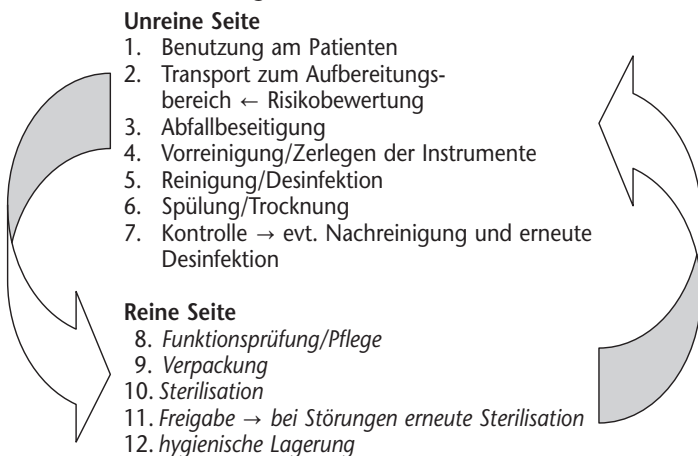 Unreine Seite
1. Benutzung am Patienten
2. Transport zum Aufbereitungs-
bereich ← Risikobewertung
3. Abfallbeseitigung
4. Vorreinigung/Zerlegen der Instrumente
5. Reinigung/Desinfektion
6. Spülung/Trocknung
7. Kontrolle → evt. Nachreinigung und erneute
Desinfektion
Reine Seite
8. Funktionsprüfung/Pflege
9. Verpackung
10. Sterilisation
11. Freigabe → bei Störungen erneute Sterilisation
12. hygienische Lagerung